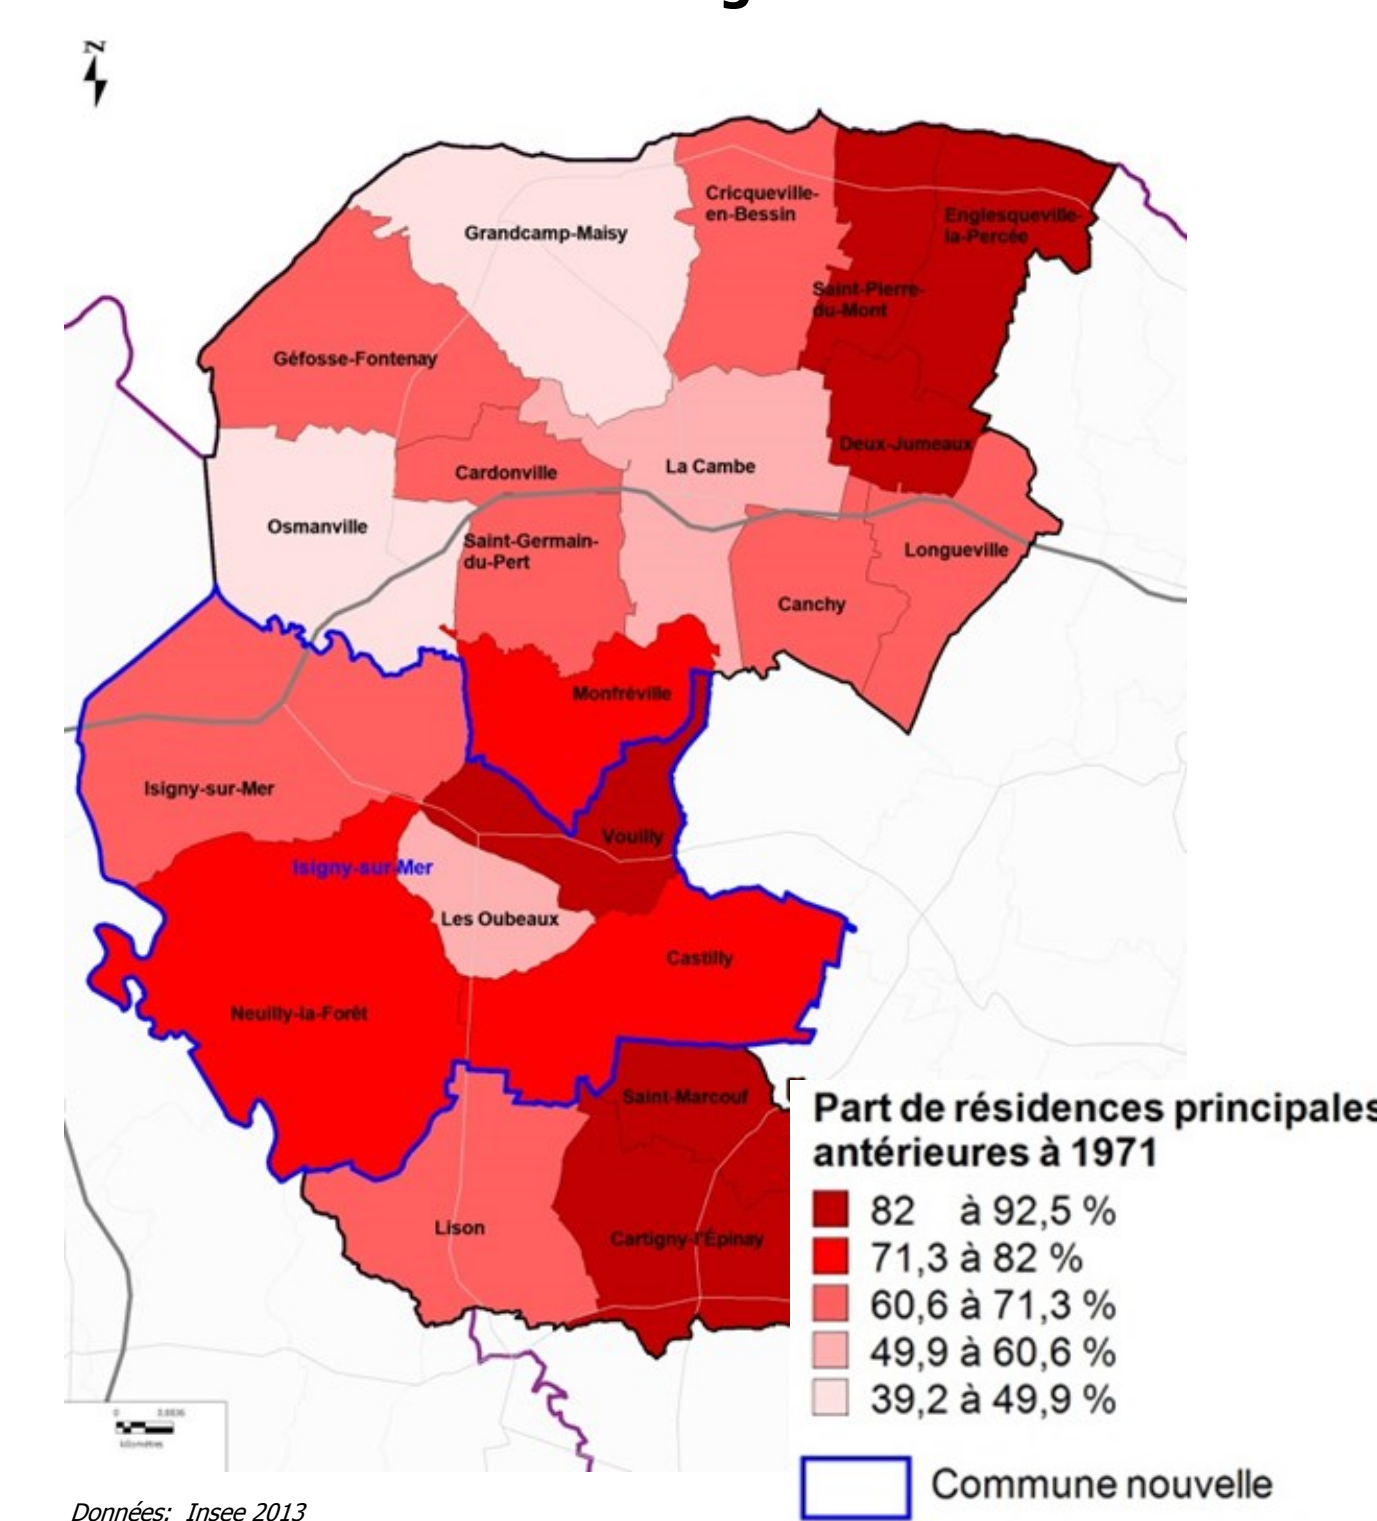 N
Cricqueville-
en-Bessin
Grandcamp-Maisy
Englesqueville-
la-Percée
Saint-Pierre-
du-Mont
Géfosse-Fontenay
Deux-Jumeaux
La Cambe
Cardonville
Osmanville
Saint-Germain-
du-Pert
Longueville
Canchy
Monfréville
Isigny-sur-Mer
Vouilly
Isigny-sur-Mer
Les Oubeaux
Castilly
Neuilly-la-Forêt
Saint-Marcouf
Lison
Cartigny-l'Épinay
Part de résidences principales
antérieures à 1971
82 à 92,5 %
71,3 à 82 %
60,6 à 71,3 %
49,9 à 60,6 %
39,2 à 49,9 %
Commune nouvelle
0
kilomètres
Données: Insee 2013